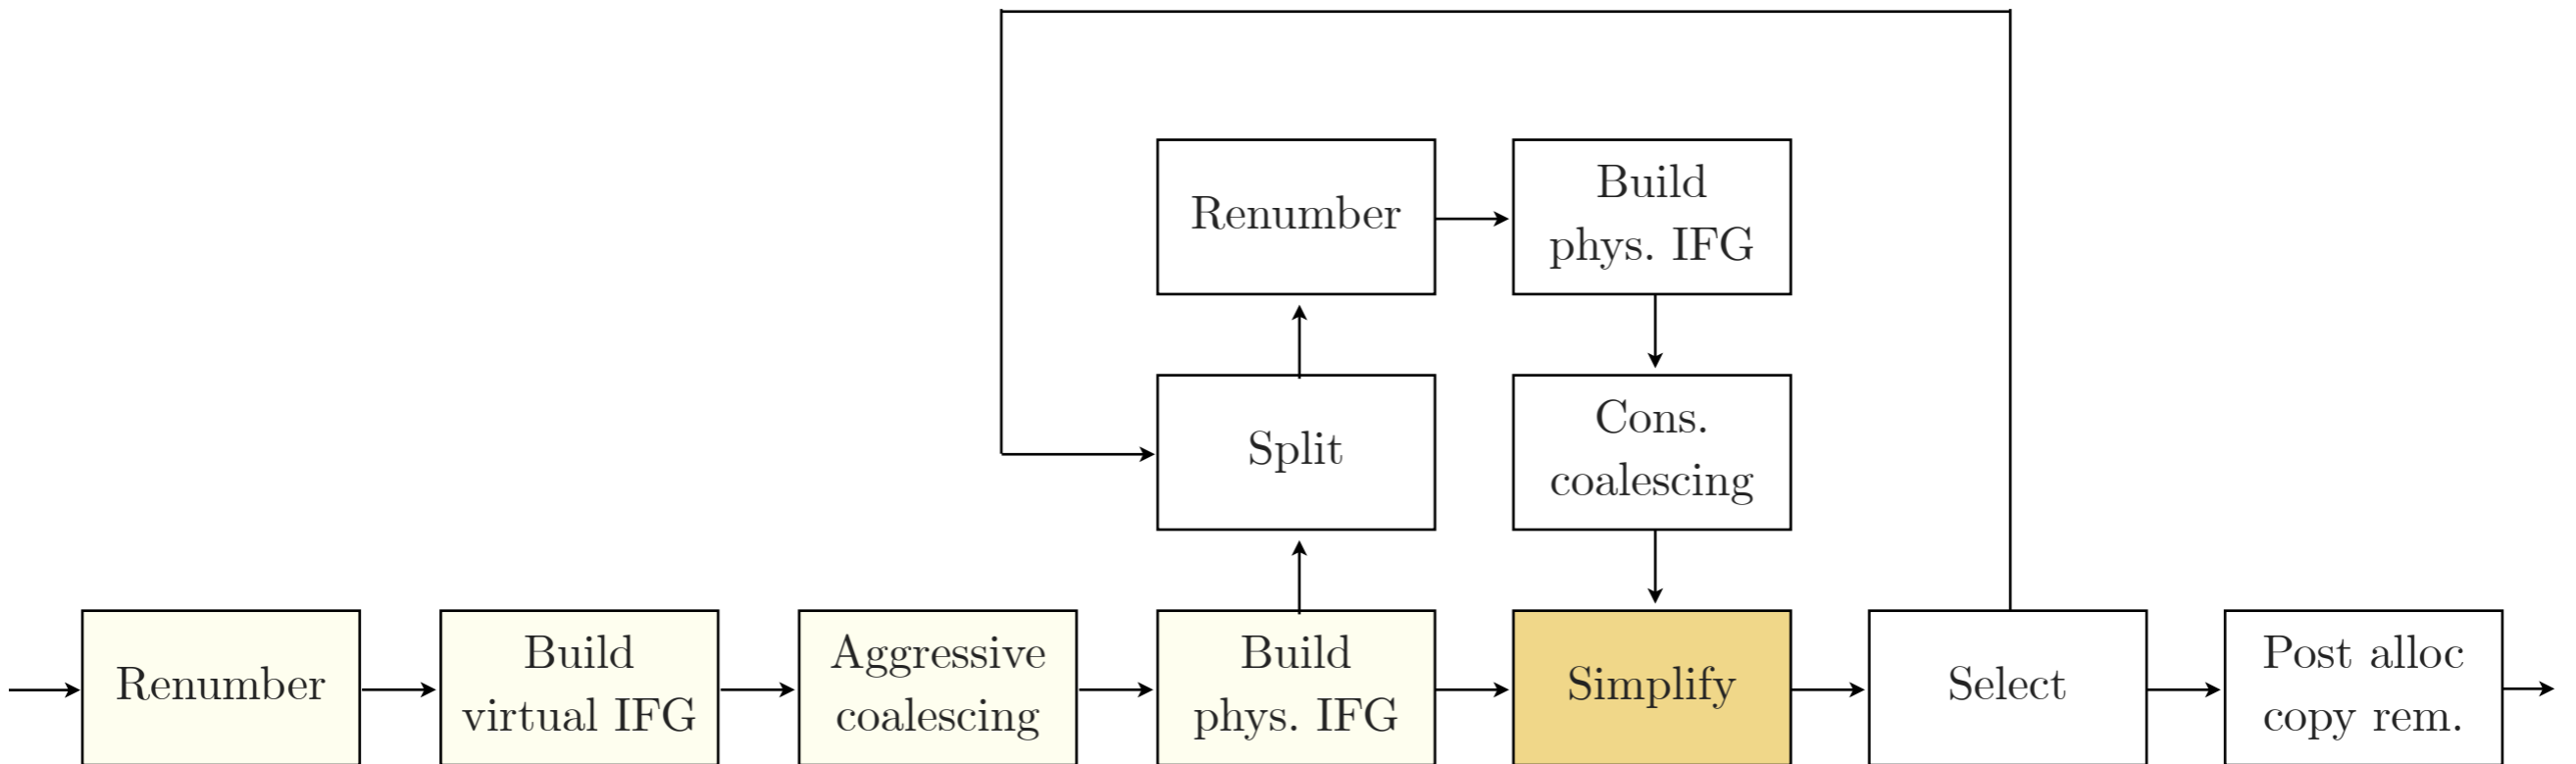 Renumber
Build
phys. IFG
Split
Cons.
coalescing
Renumber
Build
virtual IFG
Aggressive
coalescing
Build
phys. IFG
Simplify
Select
Post alloc
copy rem.